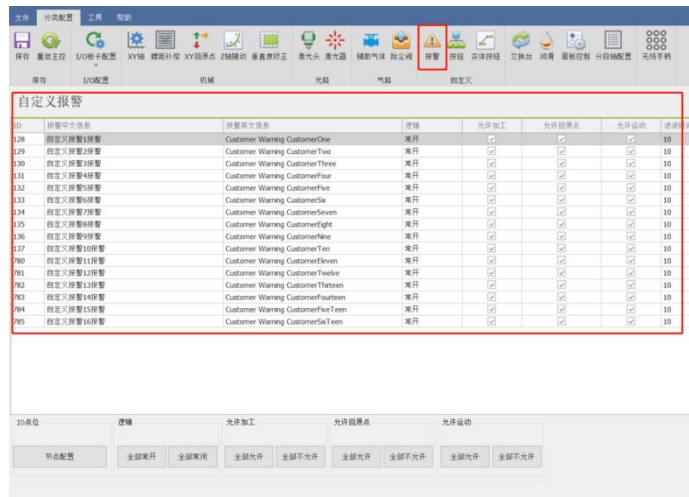 文件 分类配置 工具 帮助
保存 重启主控 I/O板卡配置 XY轴 螺距补偿 XY回原点 Z轴随动 垂直度矫正 激光头 激光器 辅助气体 除尘阀 报警 按钮 实体按钮 交换台 润滑 面板控制 分段轴配置 无线手柄
保存 I/O配置 机械 光路 气路 自定义
自定义报警
ID 报警中文信息 报警英文信息 逻辑 允许加工 允许回原点 允许运动 滤波时间
128 自定义报警1报警 Customer Warning CustomerOne 常开 10
129 自定义报警2报警 Customer Warning CustomerTwo 常开 10
130 自定义报警3报警 Customer Warning CustomerThree 常开 10
131 自定义报警4报警 Customer Warning CustomerFour 常开 10
132 自定义报警5报警 Customer Warning CustomerFive 常开 10
133 自定义报警6报警 Customer Warning CustomerSix 常开 10
134 自定义报警7报警 Customer Warning CustomerSeven 常开 10
135 自定义报警8报警 Customer Warning CustomerEight 常开 10
136 自定义报警9报警 Customer Warning CustomerNine 常开 10
137 自定义报警10报警 Customer Warning CustomerTen 常开 10
780 自定义报警11报警 Customer Warning CustomerEleven 常开 10
781 自定义报警12报警 Customer Warning CustomerTwelve 常开 10
782 自定义报警13报警 Customer Warning CustomerThirteen 常开 10
783 自定义报警14报警 Customer Warning CustomerFourteen 常开 10
784 自定义报警15报警 Customer Warning CustomerFiveTeen 常开 10
785 自定义报警16报警 Customer Warning CustomerSixTeen 常开 10
IO点位 逻辑 允许加工 允许回原点 允许运动
节点配置 全部常开 全部常闭 全部允许 全部不允许 全部允许 全部不允许 全部允许 全部不允许